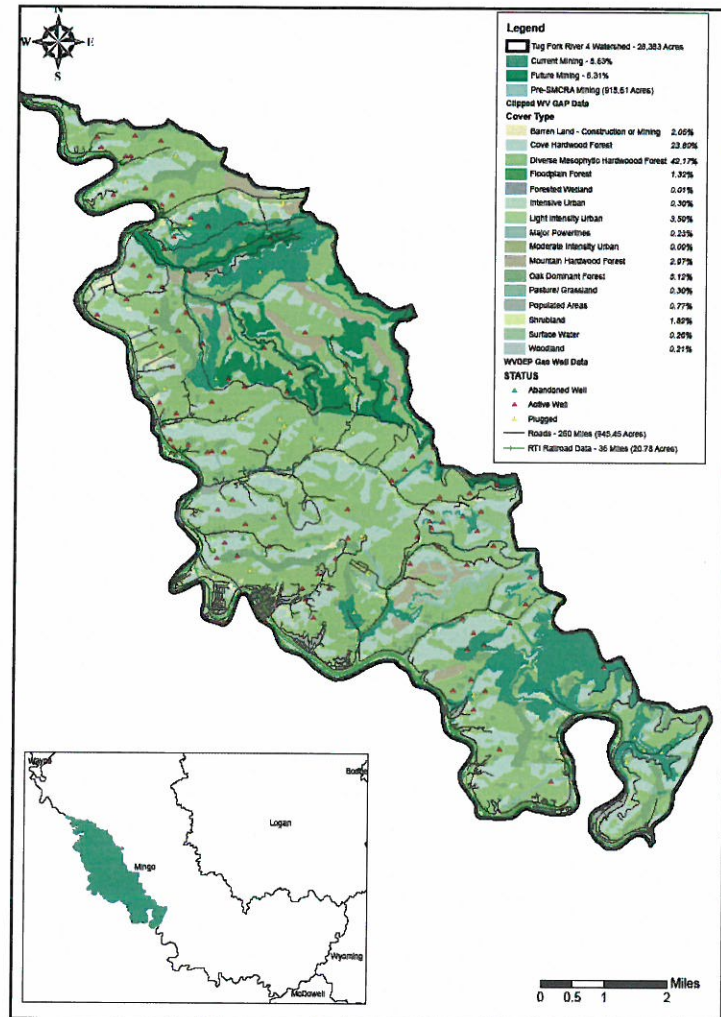 N
W E
S
Legend
Tug Fork River 4 Watershed - 28,383 Acres
Current Mining - 8.63%
Future Mining - 6.31%
Pre-SMCRA Mining (918.61 Acres)
Clipped WV GAP Data
Cover Type
Barren Land - Construction or Mining 2.05%
Cove Hardwood Forest 23.80%
Diverse Mesophytic Hardwood Forest 42.17%
Floodplain Forest 1.32%
Forested Wetland 0.01%
Intensive Urban 0.30%
Light Intensity Urban 3.59%
Major Powerlines 0.23%
Moderate Intensity Urban 0.00%
Mountain Hardwood Forest 2.97%
Oak Dominant Forest 5.12%
Pasture/ Grassland 0.30%
Populated Areas 0.77%
Shrubland 1.89%
Surface Water 0.26%
Woodland 0.21%
WVDEP Gas Well Data
STATUS
Abandoned Well
Active Well
Plugged
Roads - 260 Miles (945.45 Acres)
RTI Railroad Data - 36 Miles (20.78 Acres)
Wayne
Logan
Mingo
Wyoming
McDowell
Miles
0 0.5 1 2